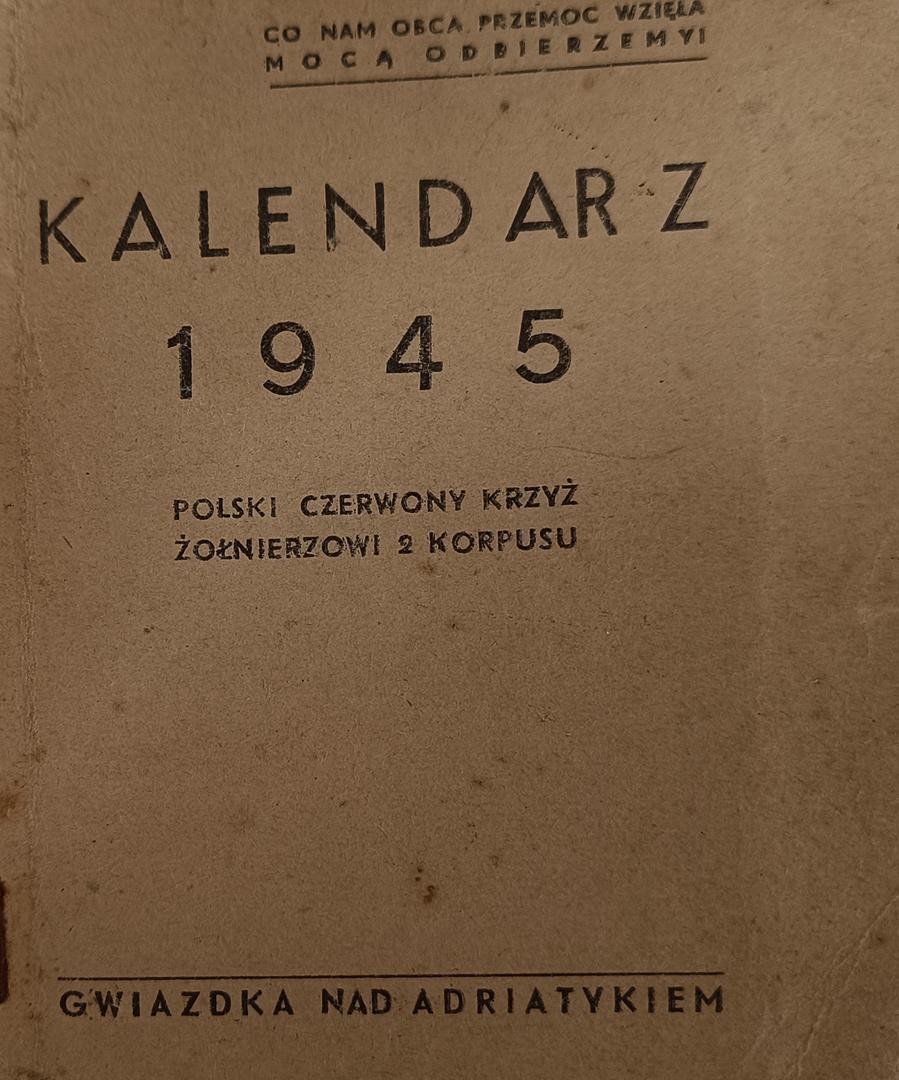 CO NAM OBCA PRZEMOC WZIĘŁA
MOCĄ ODBIERZEMY!
KALENDARZ
1945
POLSKI CZERWONY KRZYŻ
ŻOŁNIERZOWI 2 KORPUSU
GWIAZDKA NAD ADRIATYKIEM